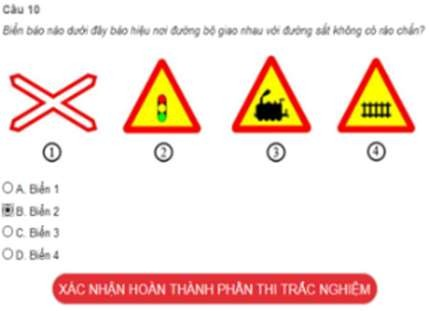 Câu 10
Biển báo nào dưới đây báo hiệu nơi đường bộ giao nhau với đường sắt không có rào chắn?
1
2
3
4
A. Biển 1
B. Biển 2
C. Biển 3
D. Biển 4
XÁC NHẬN HOÀN THÀNH PHẦN THI TRẮC NGHIỆM